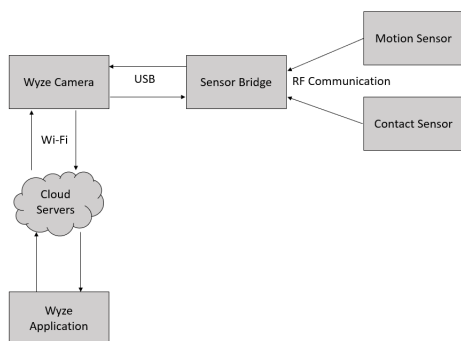 Motion Sensor
Wyze Camera
USB
Sensor Bridge
RF Communication
Contact Sensor
Wi-Fi
Cloud
Servers
Wyze
Application